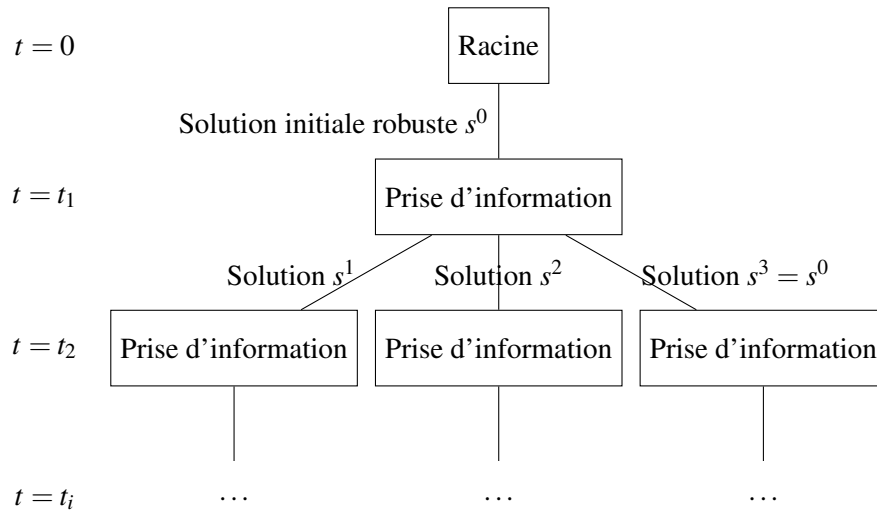 t = 0 Racine
Solution initiale robuste s^0
t = t_1 Prise d'information
Solution s^1 Solution s^2 Solution s^3 = s^0
t = t_2 Prise d'information Prise d'information Prise d'information
t = t_i ... ... ...